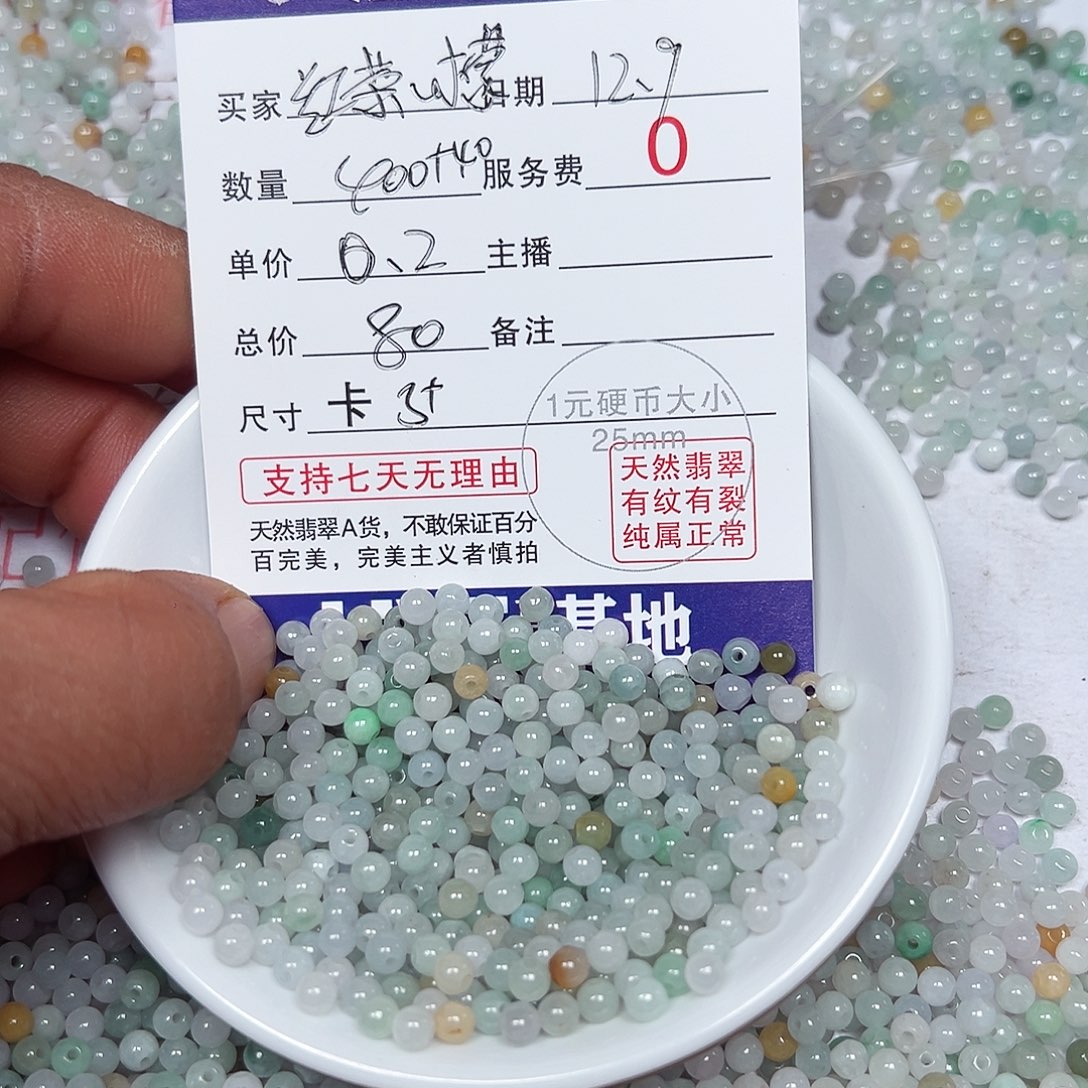 买家 日期 12.9
数量 400+40 服务费 0
单价 0.2 主播
总价 80 备注
尺寸 卡 3+
1元硬币大小
25mm
支持七天无理由
天然翡翠A货，不敢保证百分
百完美，完美主义者慎拍
天然翡翠
有纹有裂
纯属正常
基地